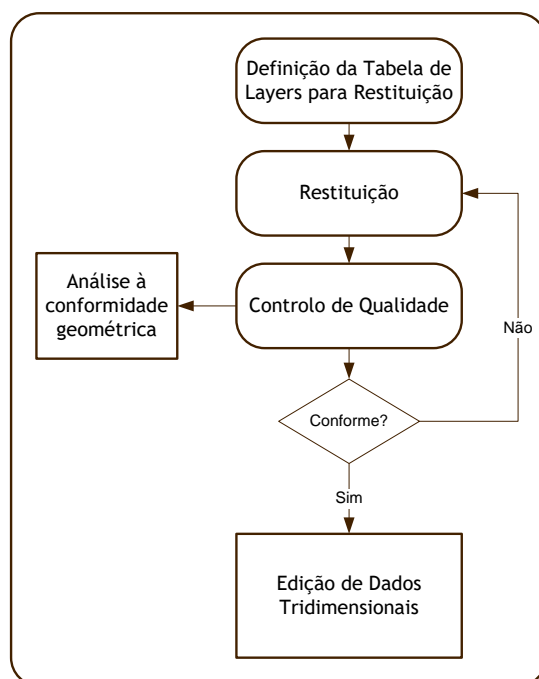 Definição da Tabela de
Layers para Restituição
Restituição
Análise à
conformidade
geométrica
Controlo de Qualidade
Não
Conforme?
Sim
Edição de Dados
Tridimensionais